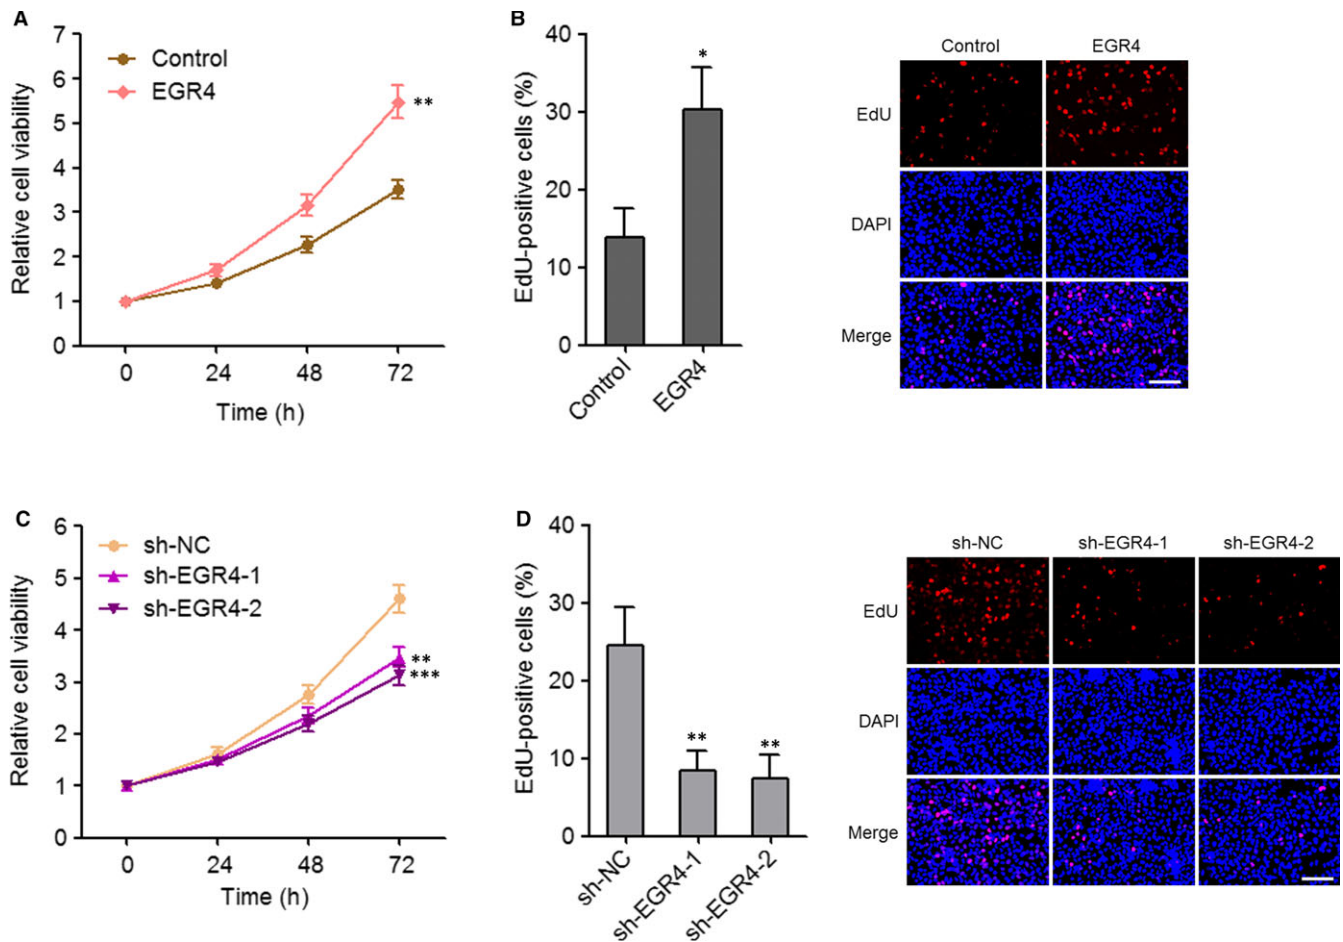 A
Relative cell viability
7
6
5
4
3
2
1
0
Control
EGR4
**
0 24 48 72
Time (h)
B
EdU-positive cells (%)
40
30
20
10
0
*
Control
EGR4
Control EGR4
EdU
DAPI
Merge
C
Relative cell viability
6
5
4
3
2
1
0
sh-NC
sh-EGR4-1
sh-EGR4-2
**
***
0 24 48 72
Time (h)
D
EdU-positive cells (%)
40
30
20
10
0
** **
sh-NC
sh-EGR4-1
sh-EGR4-2
sh-NC sh-EGR4-1 sh-EGR4-2
EdU
DAPI
Merge